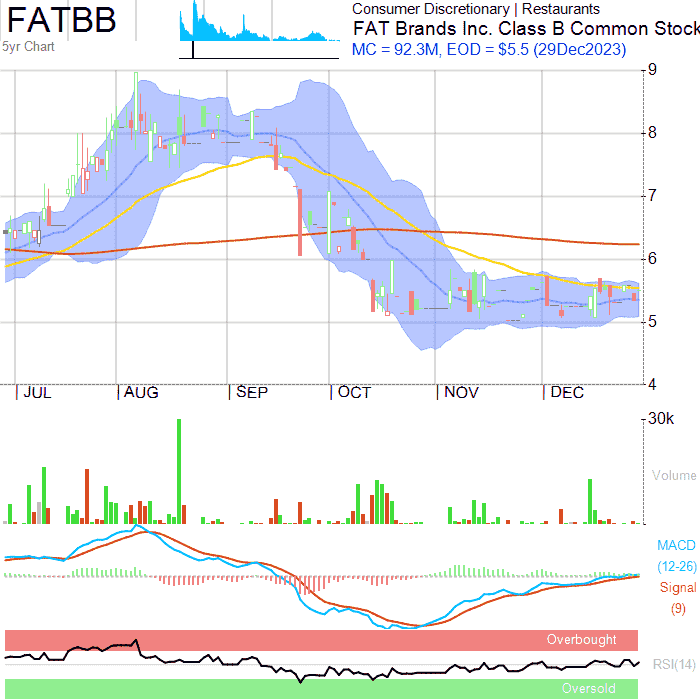 FATBB
5yr Chart
Consumer Discretionary | Restaurants
FAT Brands Inc. Class B Common Stock
MC = 92.3M, EOD = $5.5 (29Dec2023)
9
8
7
6
5
4
JUL AUG SEP OCT NOV DEC
30k
Volume
MACD
(12-26)
Signal
(9)
Overbought
RSI(14)
Oversold